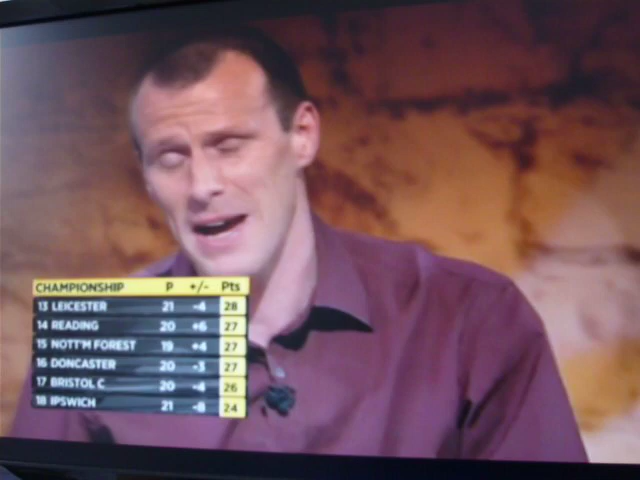 CHAMPIONSHIP P +/- Pts
13 LEICESTER 21 -4 28
14 READING 20 +6 27
15 NOTT'M FOREST 19 +4 27
16 DONCASTER 20 -3 27
17 BRISTOL C 20 -4 26
18 IPSWICH 21 -8 24